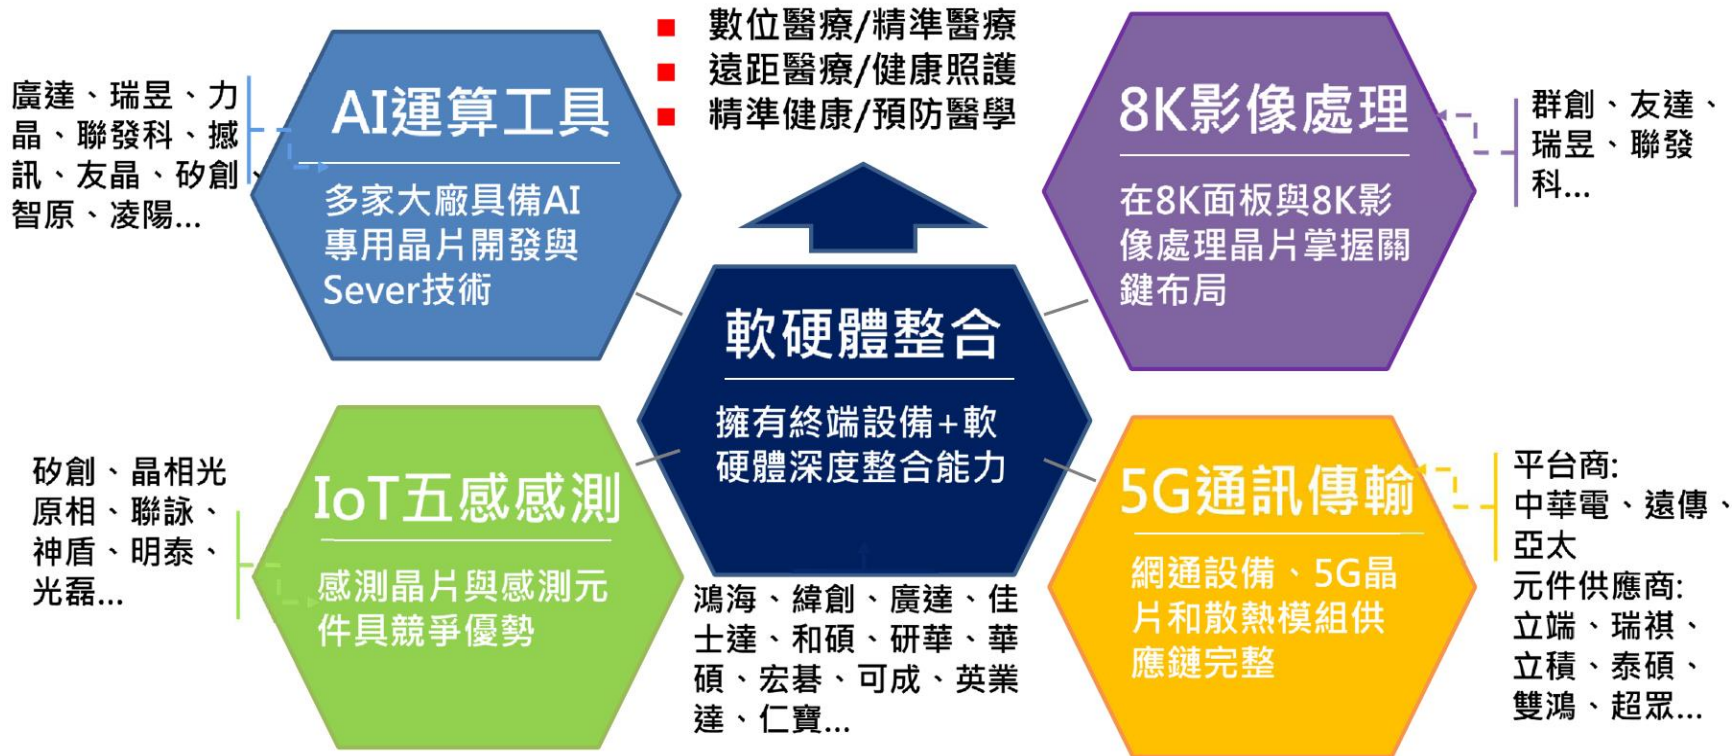 數位醫療/精準醫療
遠距醫療/健康照護
精準健康/預防醫學
廣達、瑞昱、力
晶、聯發科、撼
訊、友晶、矽創、
智原、凌陽...
AI運算工具
多家大廠具備AI
專用晶片開發與
Sever技術
8K影像處理
在8K面板與8K影
像處理晶片掌握關
鍵布局
群創、友達、
瑞昱、聯發
科...
軟硬體整合
擁有終端設備+軟
硬體深度整合能力
鴻海、緯創、廣達、佳
士達、和碩、研華、華
碩、宏碁、可成、英業
達、仁寶...
矽創、晶相光
原相、聯詠、
神盾、明泰、
光磊...
IoT五感感測
感測晶片與感測元
件具競爭優勢
5G通訊傳輸
網通設備、5G晶
片和散熱模組供
應鏈完整
平台商:
中華電、遠傳、
亞太
元件供應商:
立端、瑞祺、
立積、泰碩、
雙鴻、超眾...